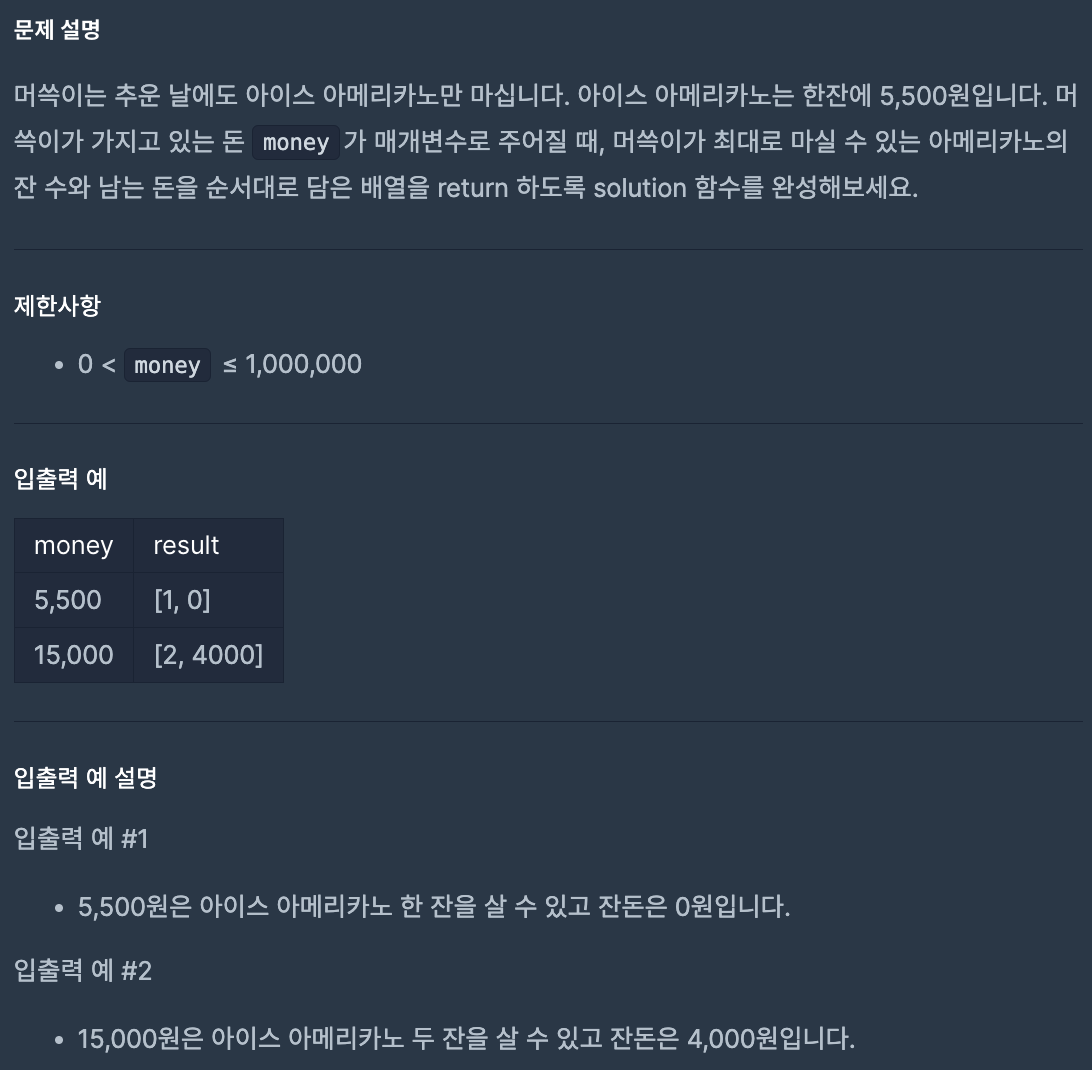 문제 설명
머쓱이는 추운 날에도 아이스 아메리카노만 마십니다. 아이스 아메리카노는 한잔에 5,500원입니다. 머
쓱이가 가지고 있는 돈 money 가 매개변수로 주어질 때, 머쓱이가 최대로 마실 수 있는 아메리카노의
잔 수와 남는 돈을 순서대로 담은 배열을 return 하도록 solution 함수를 완성해보세요.
제한사항
• 0 < money ≤ 1,000,000
입출력 예
money result
5,500 [1, 0]
15,000 [2, 4000]
입출력 예 설명
입출력 예 #1
• 5,500원은 아이스 아메리카노 한 잔을 살 수 있고 잔돈은 0원입니다.
입출력 예 #2
• 15,000원은 아이스 아메리카노 두 잔을 살 수 있고 잔돈은 4,000원입니다.